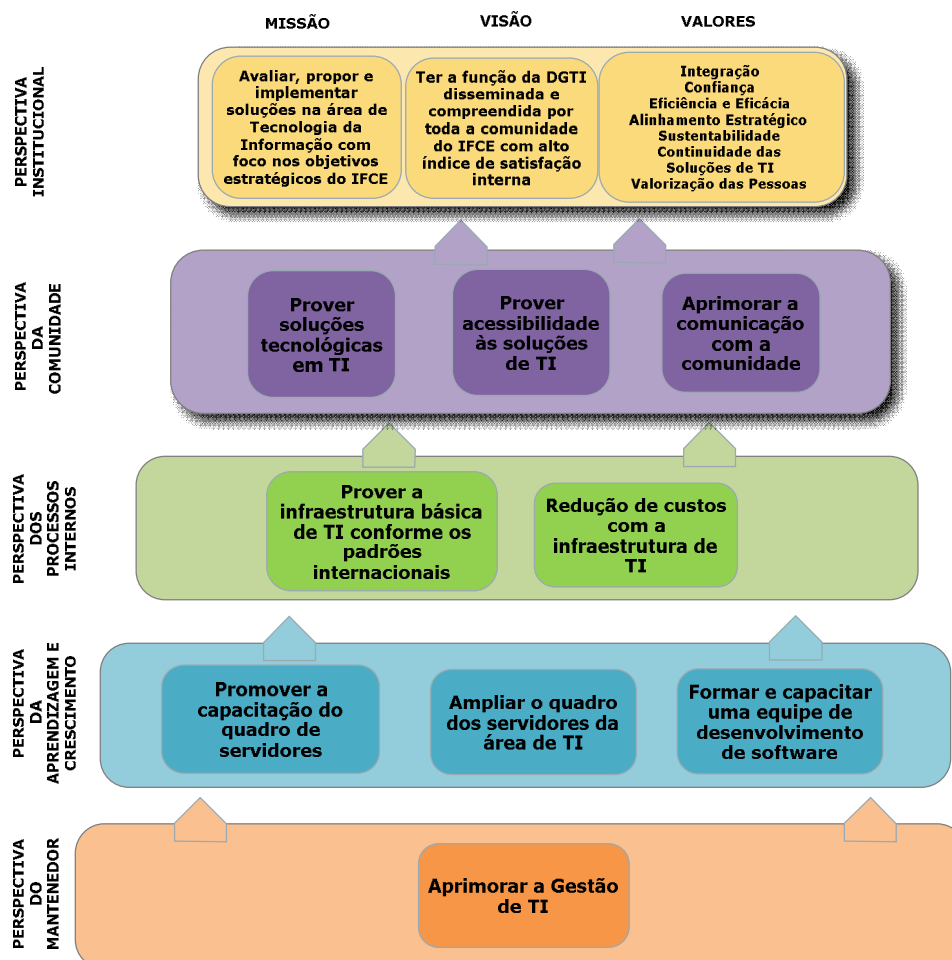 MISSÃO
VISÃO
VALORES
PERSPECTIVA
INSTITUCIONAL
Avaliar, propor e
implementar
soluções na área de
Tecnologia da
Informação com
foco nos objetivos
estratégicos do IFCE
Ter a função da DGTI
disseminada e
compreendida por
toda a comunidade
do IFCE com alto
índice de satisfação
interna
Integração
Confiança
Eficiência e Eficácia
Alinhamento Estratégico
Sustentabilidade
Continuidade das
Soluções de TI
Valorização das Pessoas
PERSPECTIVA
DA
COMUNIDADE
Prover
soluções
tecnológicas
em TI
Prover
acessibilidade
às soluções
de TI
Aprimorar a
comunicação
com a
comunidade
PERSPECTIVA
DOS
PROCESSOS
INTERNOS
Prover a
infraestrutura básica
de TI conforme os
padrões
internacionais
Redução de custos
com a
infraestrutura de
TI
PERSPECTIVA
DA
APRENDIZAGEM E
CRESCIMENTO
Promover a
capacitação do
quadro de
servidores
Ampliar o quadro
dos servidores da
área de TI
Formar e capacitar
uma equipe de
desenvolvimento
de software
PERSPECTIVA
DO
MANTENEDOR
Aprimorar a Gestão
de TI